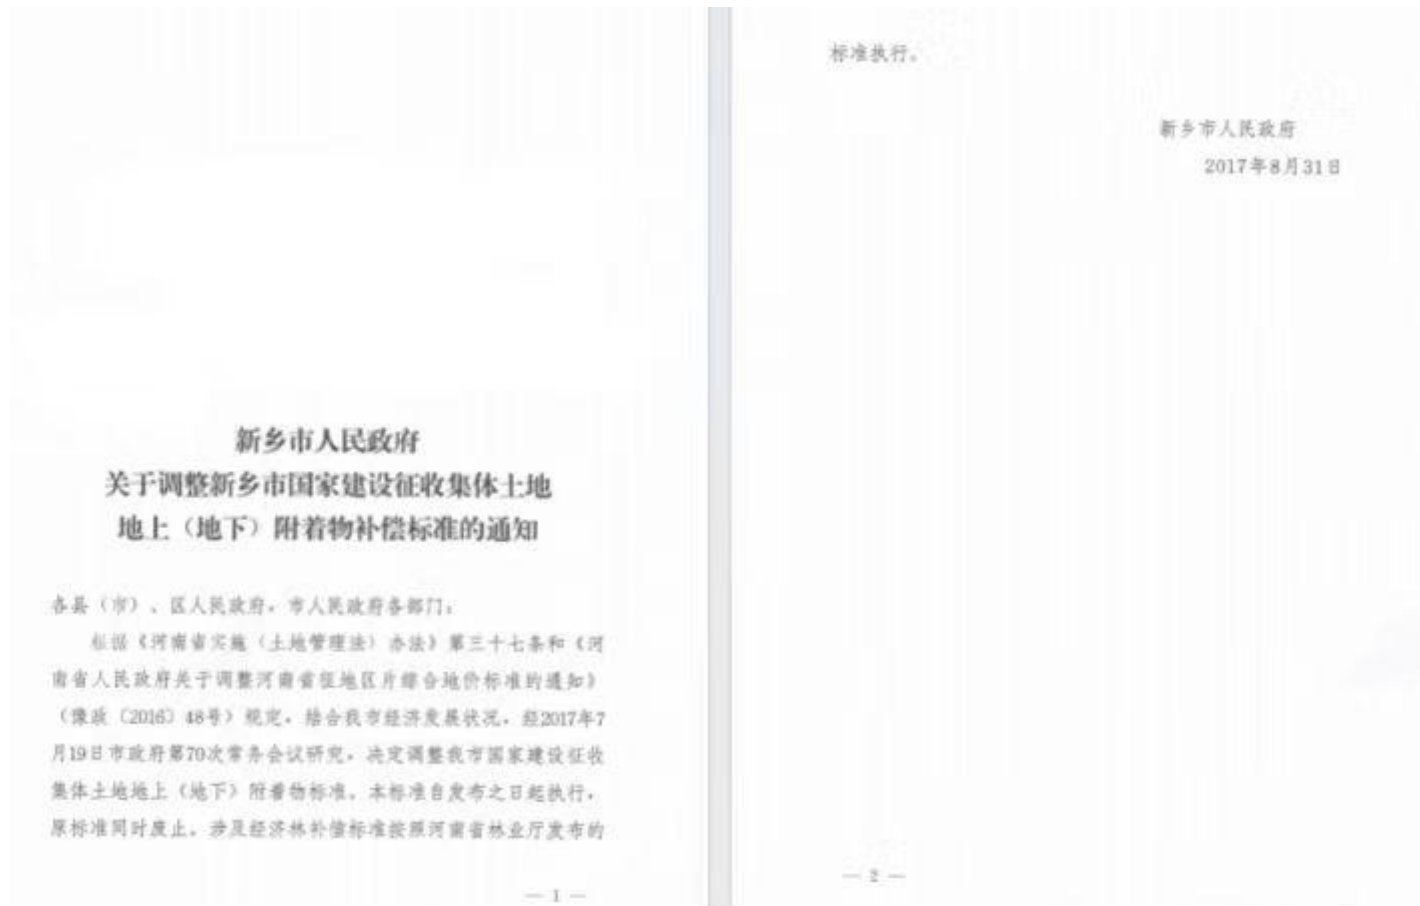 新乡市人民政府
关于调整新乡市国家建设征收集体土地
地上（地下）附着物补偿标准的通知
各县（市）、区人民政府，市人民政府各部门：
根据《河南省实施〈土地管理法〉办法》第三十七条和《河
南省人民政府关于调整河南省征地区片综合地价标准的通知》
（豫政〔2016〕48号）规定，结合我市经济发展状况，经2017年7
月19日市政府第70次常务会议研究，决定调整我市国家建设征收
集体土地地上（地下）附着物标准。本标准自发布之日起执行，
原标准同时废止。涉及经济林补偿标准按照河南省林业厅发布的
— 1 —
标准执行。
新乡市人民政府
2017年8月31日
— 2 —